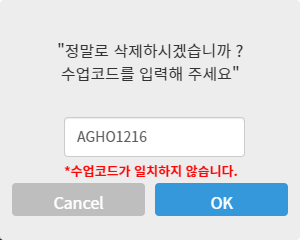 "정말로 삭제하시겠습니까 ?
수업코드를 입력해 주세요"
AGHO1216
*수업코드가 일치하지 않습니다.
Cancel
OK